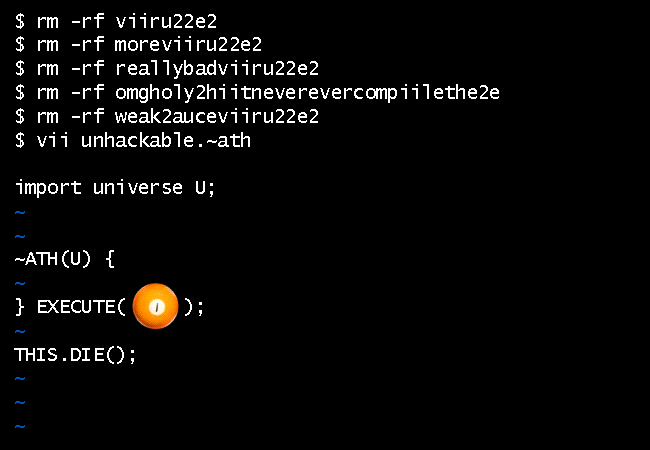 $ rm -rf viiru22e2
$ rm -rf moreviiru22e2
$ rm -rf reallybadviiru22e2
$ rm -rf omgholy2hiitneverevercompiilethe2e
$ rm -rf weak2auceviiru22e2
$ vii unhackable.~ath
import universe U;
~
~
~ATH(U) {
~
} EXECUTE( i );
~
THIS.DIE();
~
~
~